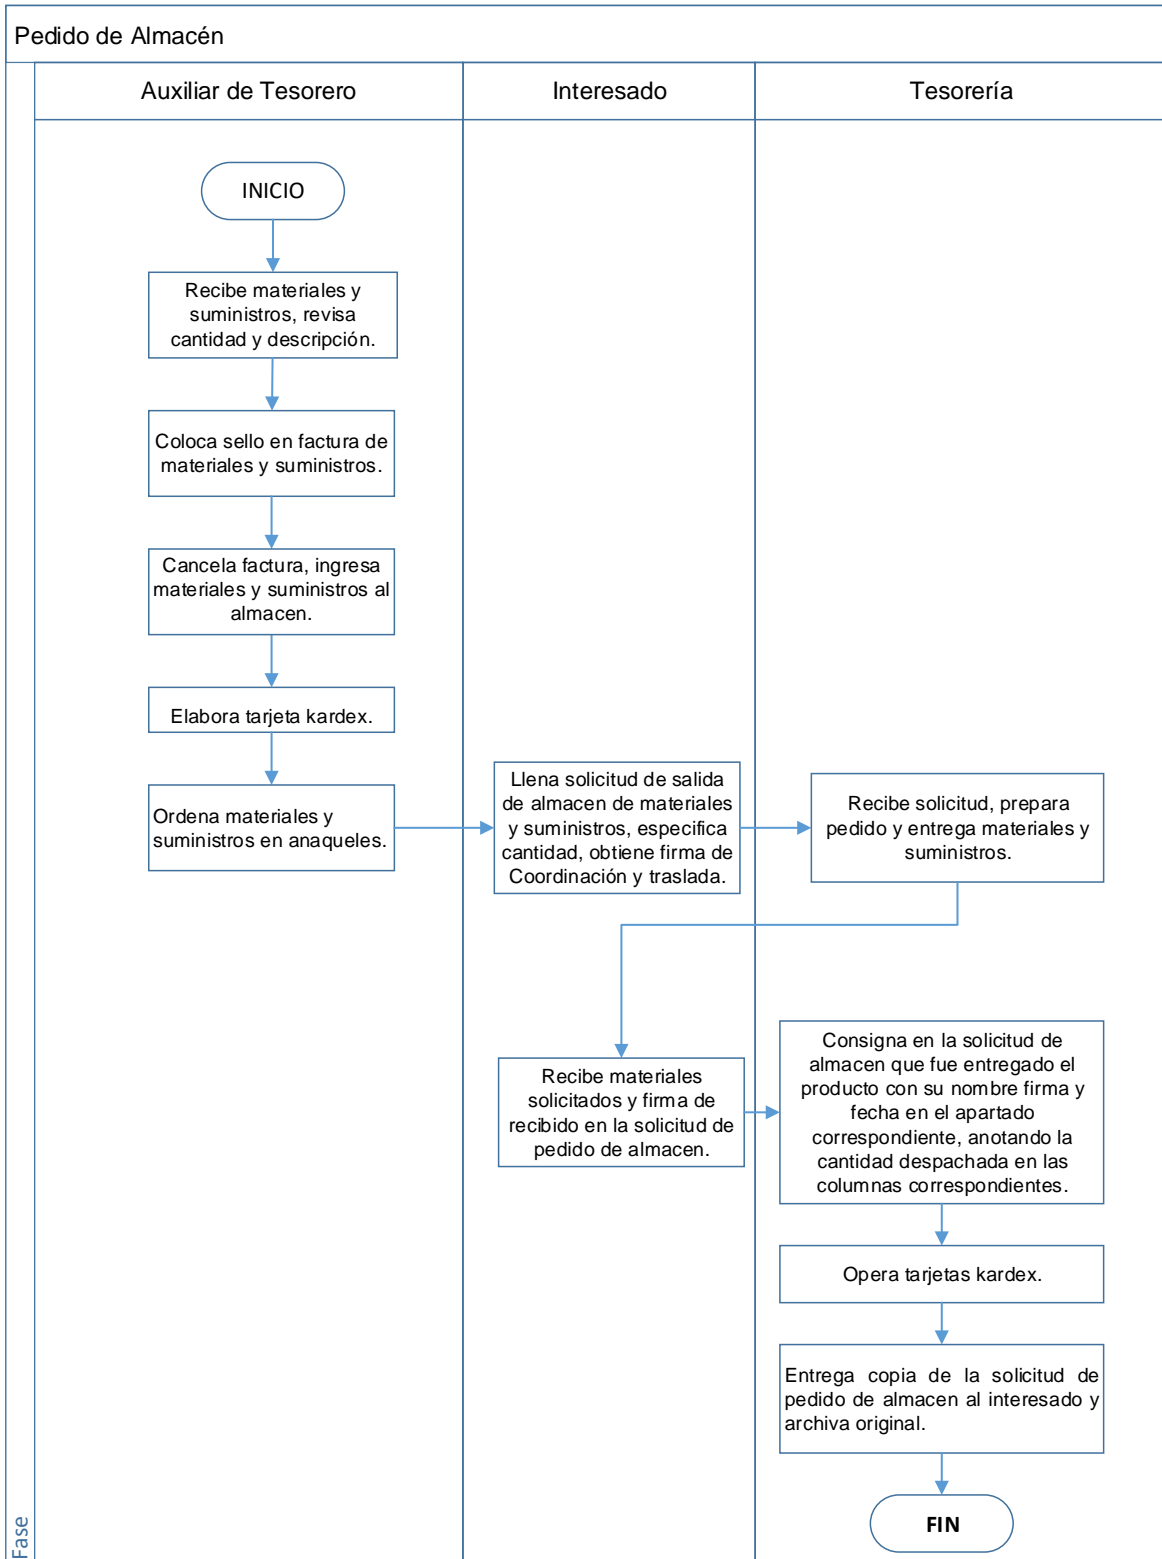 Pedido de Almacén
Auxiliar de Tesorero
Interesado
Tesorería
INICIO
Recibe materiales y
suministros, revisa
cantidad y descripción.
Coloca sello en factura de
materiales y suministros.
Cancela factura, ingresa
materiales y suministros al
almacen.
Elabora tarjeta kardex.
Ordena materiales y
suministros en anaqueles.
Llena solicitud de salida
de almacen de materiales
y suministros, especifica
cantidad, obtiene firma de
Coordinación y traslada.
Recibe solicitud, prepara
pedido y entrega materiales y
suministros.
Recibe materiales
solicitados y firma de
recibido en la solicitud de
pedido de almacen.
Consigna en la solicitud de
almacen que fue entregado el
producto con su nombre firma y
fecha en el apartado
correspondiente, anotando la
cantidad despachada en las
columnas correspondientes.
Opera tarjetas kardex.
Entrega copia de la solicitud de
pedido de almacen al interesado y
archiva original.
FIN
Fase